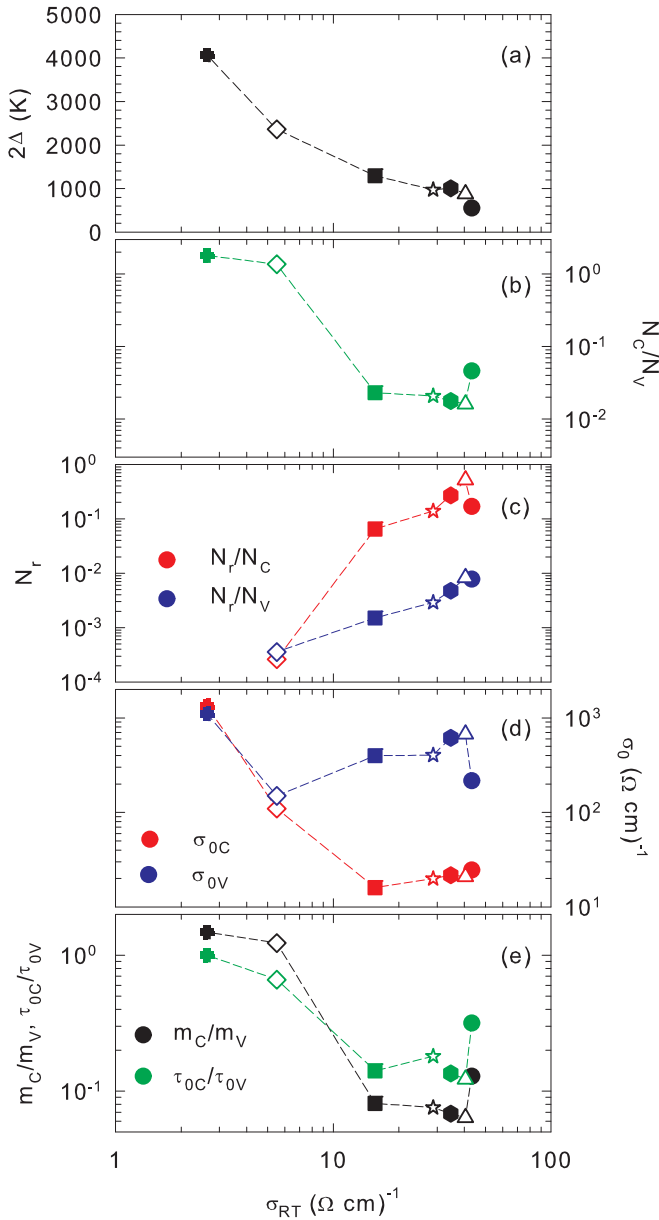 5000
4000
3000
2000
1000
0
2Δ (K)
(a)
10^0
10^-1
10^-2
N_C/N_V
(b)
10^0
10^-1
10^-2
10^-3
10^-4
N_r
(c)
N_r/N_C
N_r/N_V
10^3
10^2
10^1
σ_0 (Ω cm)^-1
(d)
σ_0C
σ_0V
10^0
10^-1
m_C/m_V, τ_0C/τ_0V
(e)
m_C/m_V
τ_0C/τ_0V
1 10 100
σ_RT (Ω cm)^-1